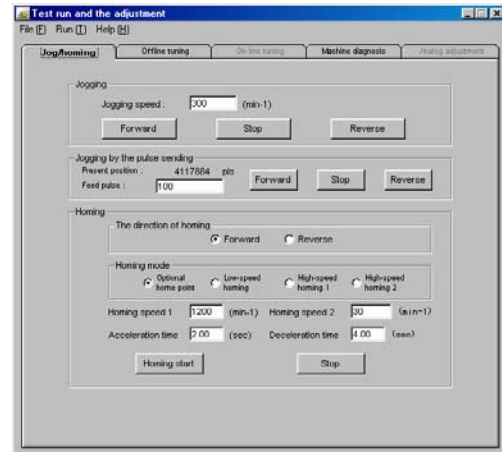 Test run and the adjustment
File (F) Run (T) Help (H)
Jog/homing Offline tuning On-line tuning Machine diagnosis Analog adjustment
Jogging
Jogging speed : 300 (min-1)
Forward Stop Reverse
Jogging by the pulse sending
Present position : 4117884 pls
Feed pulse : 100 Forward Stop Reverse
Homing
The direction of homing
Forward Reverse
Homing mode
Optional home point Low-speed homing High-speed homing 1 High-speed homing 2
Homing speed 1 1200 (min-1) Homing speed 2 30 (min-1)
Acceleration time 2.00 (sec) Deceleration time 4.00 (sec)
Homing start Stop